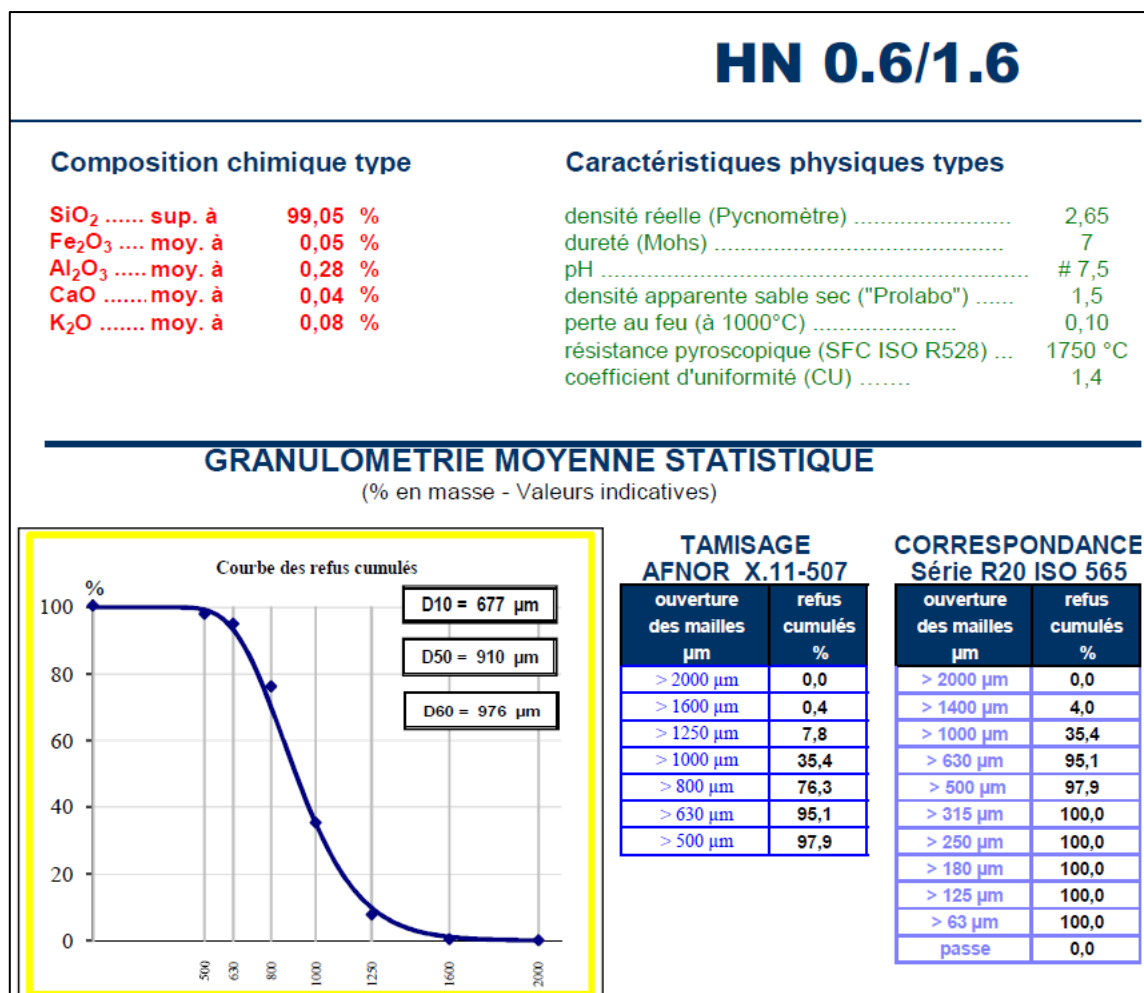 HN 0.6/1.6
Composition chimique type
SiO₂ ...... sup. à 99,05 %
Fe₂O₃ .... moy. à 0,05 %
Al₂O₃ ..... moy. à 0,28 %
CaO ....... moy. à 0,04 %
K₂O ....... moy. à 0,08 %
Caractéristiques physiques types
densité réelle (Pycnomètre) ........................ 2,65
dureté (Mohs) ........................................... 7
pH ................................................................ # 7,5
densité apparente sable sec ("Prolabo") ...... 1,5
perte au feu (à 1000°C) ...................... 0,10
résistance pyroscopique (SFC ISO R528) ... 1750 °C
coefficient d'uniformité (CU) ....... 1,4
GRANULOMETRIE MOYENNE STATISTIQUE
(% en masse - Valeurs indicatives)
Courbe des refus cumulés
%
100
80
60
40
20
0
500 630 800 1000 1250 1600 2000
D10 = 677 µm
D50 = 910 µm
D60 = 976 µm
TAMISAGE
AFNOR X.11-507
ouverture refus
des mailles cumulés
µm %
> 2000 µm 0,0
> 1600 µm 0,4
> 1250 µm 7,8
> 1000 µm 35,4
> 800 µm 76,3
> 630 µm 95,1
> 500 µm 97,9
CORRESPONDANCE
Série R20 ISO 565
ouverture refus
des mailles cumulés
µm %
> 2000 µm 0,0
> 1400 µm 4,0
> 1000 µm 35,4
> 630 µm 95,1
> 500 µm 97,9
> 315 µm 100,0
> 250 µm 100,0
> 180 µm 100,0
> 125 µm 100,0
> 63 µm 100,0
passe 0,0